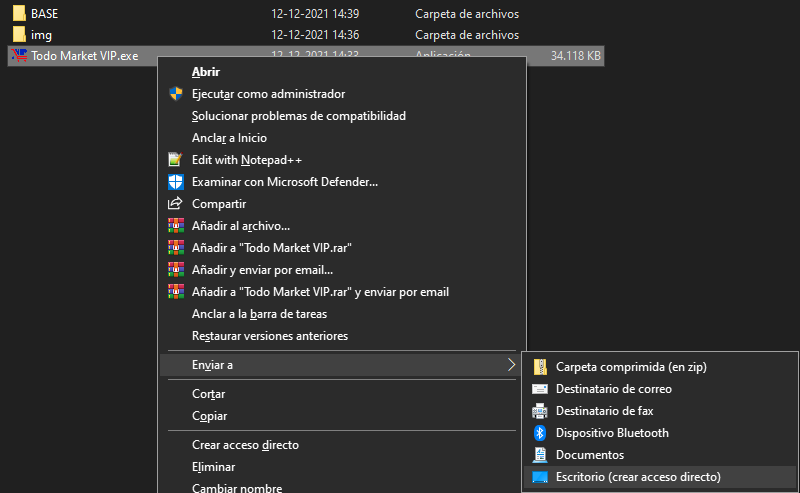 BASE 12-12-2021 14:39 Carpeta de archivos
img 12-12-2021 14:36 Carpeta de archivos
Todo Market VIP.exe 12-12-2021 14:33 Aplicación 34.118 KB
Abrir
Ejecutar como administrador
Solucionar problemas de compatibilidad
Anclar a Inicio
Edit with Notepad++
Examinar con Microsoft Defender...
Compartir
Añadir al archivo...
Añadir a "Todo Market VIP.rar"
Añadir y enviar por email...
Añadir a "Todo Market VIP.rar" y enviar por email
Anclar a la barra de tareas
Restaurar versiones anteriores
Enviar a
Cortar
Copiar
Crear acceso directo
Eliminar
Cambiar nombre
Carpeta comprimida (en zip)
Destinatario de correo
Destinatario de fax
Dispositivo Bluetooth
Documentos
Escritorio (crear acceso directo)